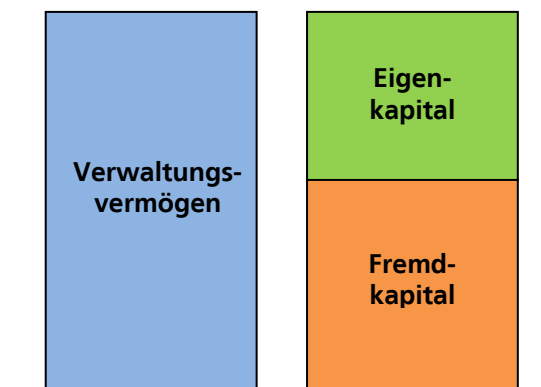 Verwaltungs-
vermögen
Eigen-
kapital
Fremd-
kapital